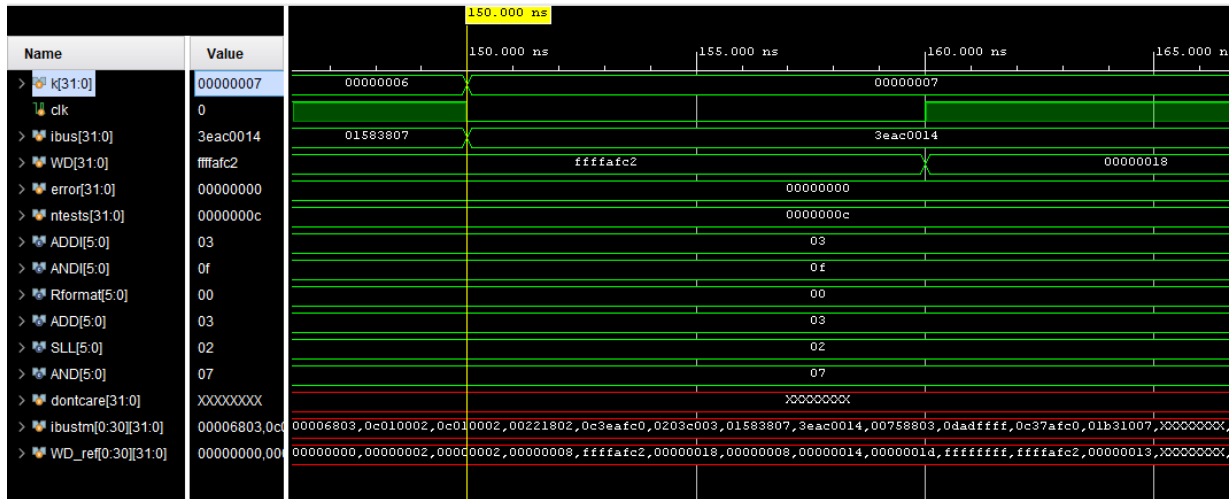 150.000 ns
Name Value 150.000 ns 155.000 ns 160.000 ns 165.000 n
k[31:0] 00000007 00000006 00000007
clk 0
ibus[31:0] 3eac0014 01583807 3eac0014
WD[31:0] ffffafc2 ffffafc2 00000018
error[31:0] 00000000 00000000
ntests[31:0] 0000000c 0000000c
ADDI[5:0] 03 03
ANDI[5:0] 0f 0f
Rformat[5:0] 00 00
ADD[5:0] 03 03
SLL[5:0] 02 02
AND[5:0] 07 07
dontcare[31:0] XXXXXXXX XXXXXXXX
ibustm[0:30][31:0] 00006803,0c0 00006803,0c010002,0c010002,00221802,0c3eafc0,0203c003,01583807,3eac0014,00758803,0dadffff,0c37afc0,01b31007,XXXXXXXX,
WD_ref[0:30][31:0] 00000000,000 00000000,00000002,00000002,00000008,ffffafc2,00000018,00000008,00000014,0000001d,ffffffff,ffffafc2,00000013,XXXXXXXX,